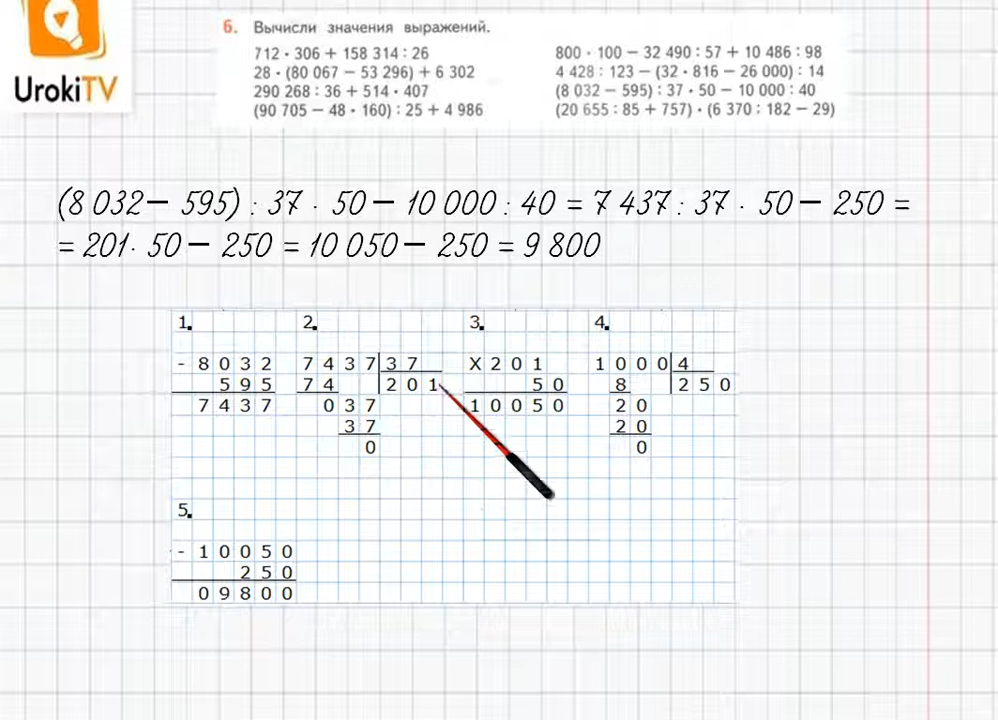 UrokiTV
6. Вычисли значения выражений.
712 · 306 + 158 314 : 26
28 · (80 067 − 53 296) + 6 302
290 268 : 36 + 514 · 407
(90 705 − 48 · 160) : 25 + 4 986
800 · 100 − 32 490 : 57 + 10 486 : 98
4 428 : 123 − (32 · 816 − 26 000) : 14
(8 032 − 595) : 37 · 50 − 10 000 : 40
(20 655 : 85 + 757) · (6 370 : 182 − 29)
(8 032 − 595) : 37 · 50 − 10 000 : 40 = 7 437 : 37 · 50 − 250 =
= 201 · 50 − 250 = 10 050 − 250 = 9 800
1.
- 8 0 3 2
5 9 5
7 4 3 7
2.
7 4 3 7 3 7
7 4 2 0 1
0 3 7
3 7
0
3.
X 2 0 1
5 0
1 0 0 5 0
4.
1 0 0 0 4
8 2 5 0
2 0
2 0
0
5.
- 1 0 0 5 0
2 5 0
0 9 8 0 0